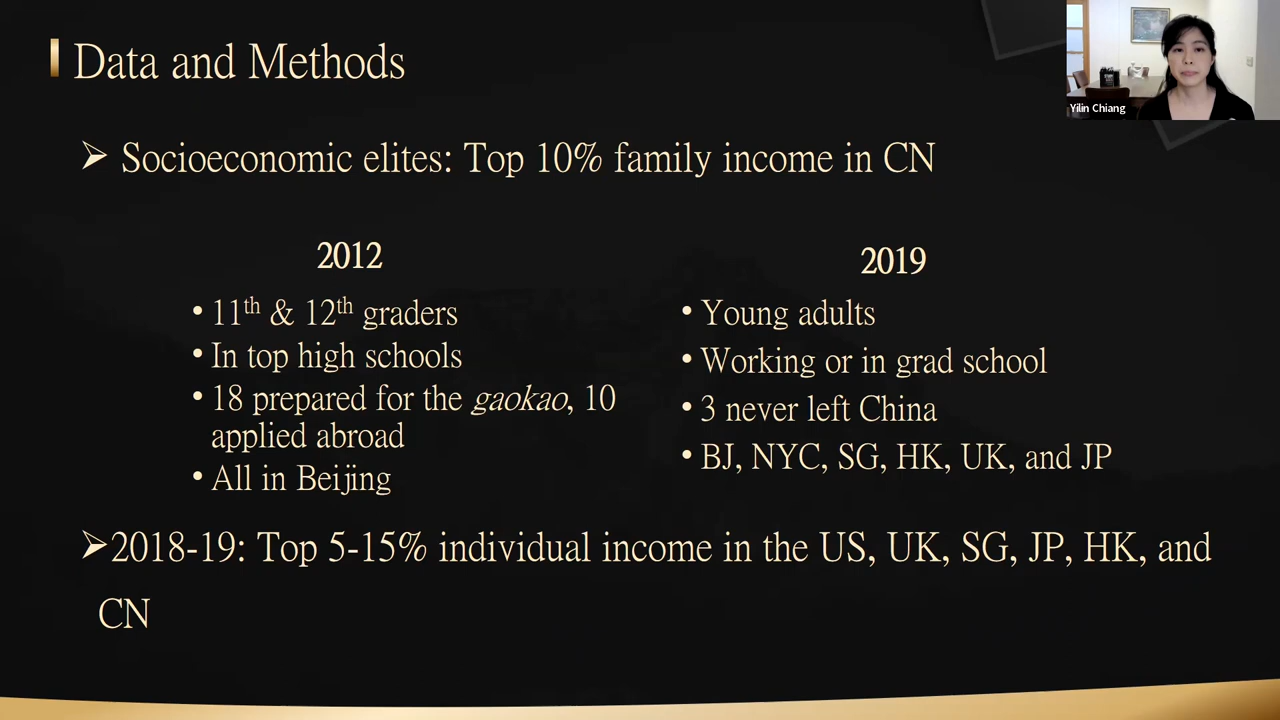 Data and Methods
Yilin Chiang
➢ Socioeconomic elites: Top 10% family income in CN
2012
• 11th & 12th graders
• In top high schools
• 18 prepared for the gaokao, 10
applied abroad
• All in Beijing
2019
• Young adults
• Working or in grad school
• 3 never left China
• BJ, NYC, SG, HK, UK, and JP
➢2018-19: Top 5-15% individual income in the US, UK, SG, JP, HK, and
CN